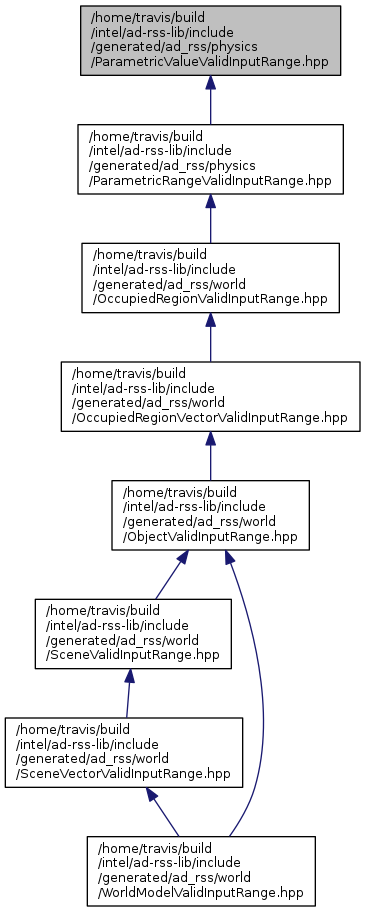 /home/travis/build
/intel/ad-rss-lib/include
/generated/ad_rss/physics
/ParametricValueValidInputRange.hpp
/home/travis/build
/intel/ad-rss-lib/include
/generated/ad_rss/physics
/ParametricRangeValidInputRange.hpp
/home/travis/build
/intel/ad-rss-lib/include
/generated/ad_rss/world
/OccupiedRegionValidInputRange.hpp
/home/travis/build
/intel/ad-rss-lib/include
/generated/ad_rss/world
/OccupiedRegionVectorValidInputRange.hpp
/home/travis/build
/intel/ad-rss-lib/include
/generated/ad_rss/world
/ObjectValidInputRange.hpp
/home/travis/build
/intel/ad-rss-lib/include
/generated/ad_rss/world
/SceneValidInputRange.hpp
/home/travis/build
/intel/ad-rss-lib/include
/generated/ad_rss/world
/SceneVectorValidInputRange.hpp
/home/travis/build
/intel/ad-rss-lib/include
/generated/ad_rss/world
/WorldModelValidInputRange.hpp